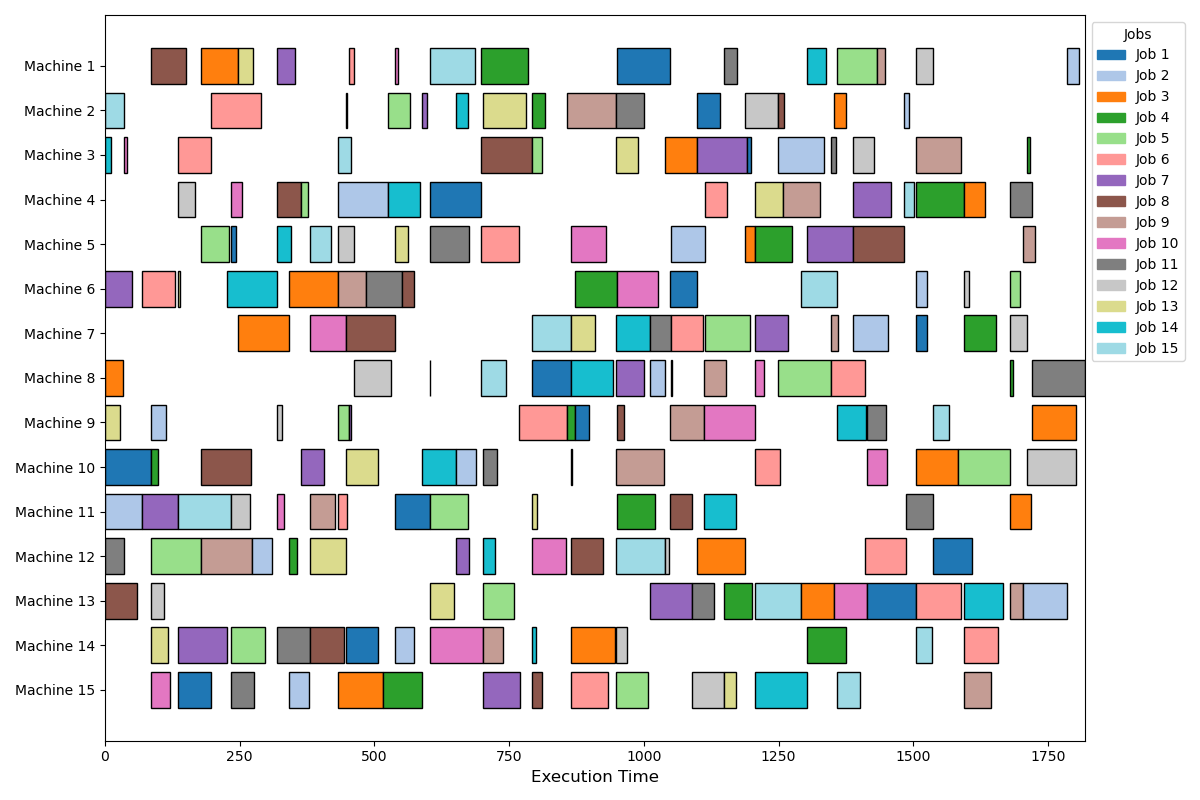 Machine 1
Machine 2
Machine 3
Machine 4
Machine 5
Machine 6
Machine 7
Machine 8
Machine 9
Machine 10
Machine 11
Machine 12
Machine 13
Machine 14
Machine 15
0 250 500 750 1000 1250 1500 1750
Execution Time
Jobs
Job 1
Job 2
Job 3
Job 4
Job 5
Job 6
Job 7
Job 8
Job 9
Job 10
Job 11
Job 12
Job 13
Job 14
Job 15